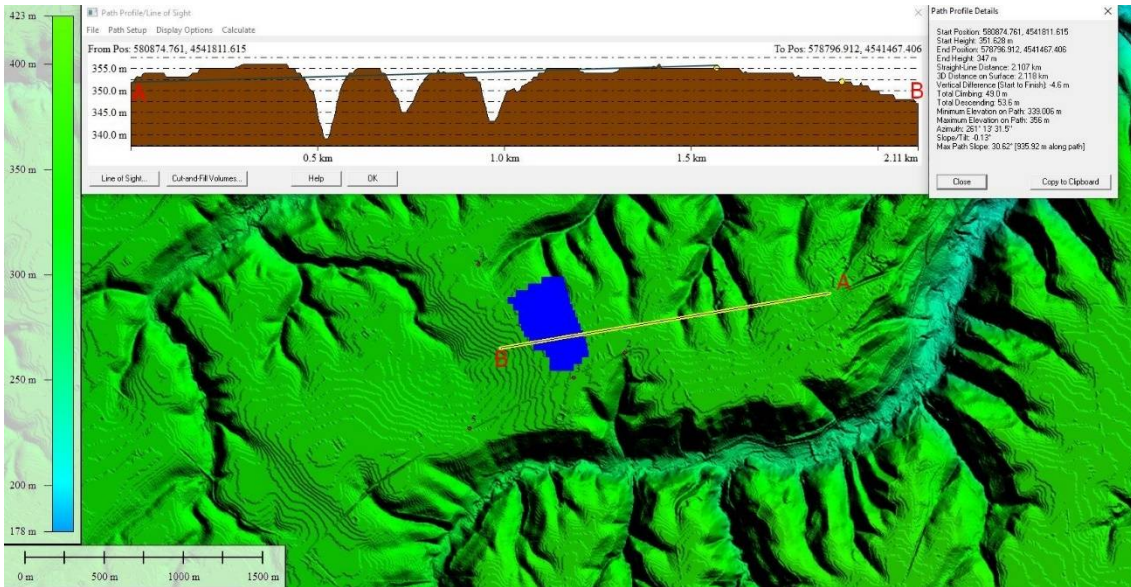 423 m
400 m
350 m
300 m
250 m
200 m
178 m
0 m 500 m 1000 m 1500 m
Path Profile/Line of Sight
File Path Setup Display Options Calculate
From Pos: 580874.761, 4541811.615 To Pos: 578796.912, 4541467.406
355.0 m
350.0 m
345.0 m
340.0 m
A B
0.5 km 1.0 km 1.5 km 2.11 km
Line of Sight... Cut-and-Fill Volumes... Help OK
Path Profile Details
Start Position: 580874.761, 4541811.615
Start Height: 351.628 m
End Position: 578796.912, 4541467.406
End Height: 347 m
Straight-Line Distance: 2.107 km
3D Distance on Surface: 2.118 km
Vertical Difference (Start to Finish): -4.6 m
Total Climbing: 49.0 m
Total Descending: 53.6 m
Minimum Elevation on Path: 339.006 m
Maximum Elevation on Path: 356 m
Azimuth: 261° 13' 31.5"
Slope/Tilt: -0.13°
Max Path Slope: 30.62° [935.92 m along path]
Close Copy to Clipboard
A
B